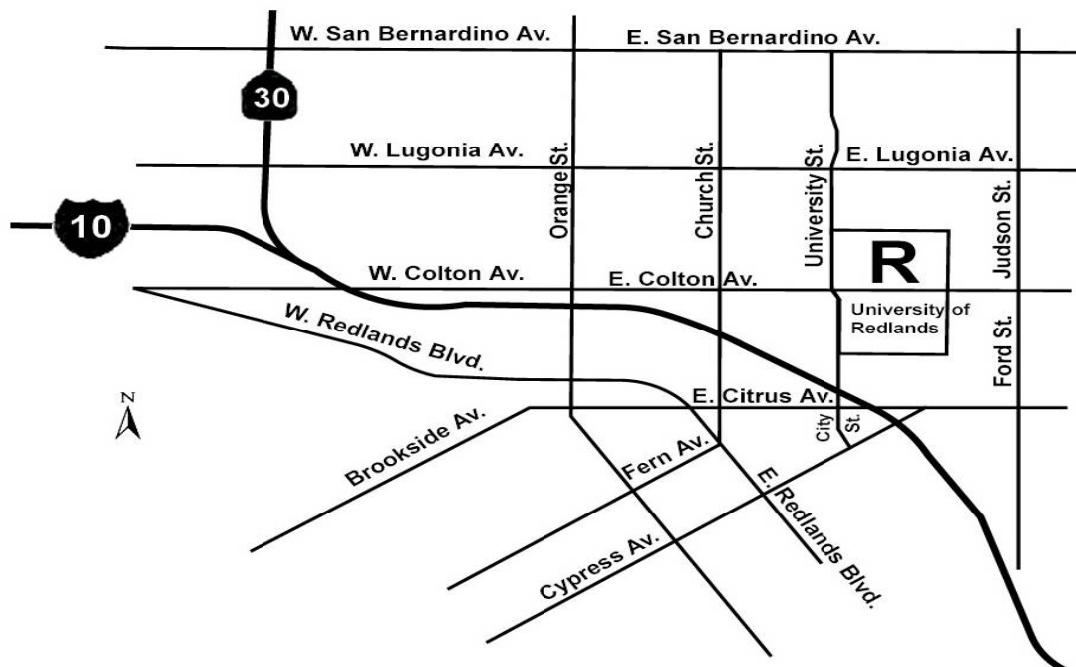 W. San Bernardino Av.
E. San Bernardino Av.
30
W. Lugonia Av.
E. Lugonia Av.
Orange St.
Church St.
University St.
Judson St.
10
R
W. Colton Av.
E. Colton Av.
University of
Redlands
W. Redlands Blvd.
Ford St.
N
E. Citrus Av.
City
St.
Brookside Av.
Fern Av.
E. Redlands Blvd.
Cypress Av.